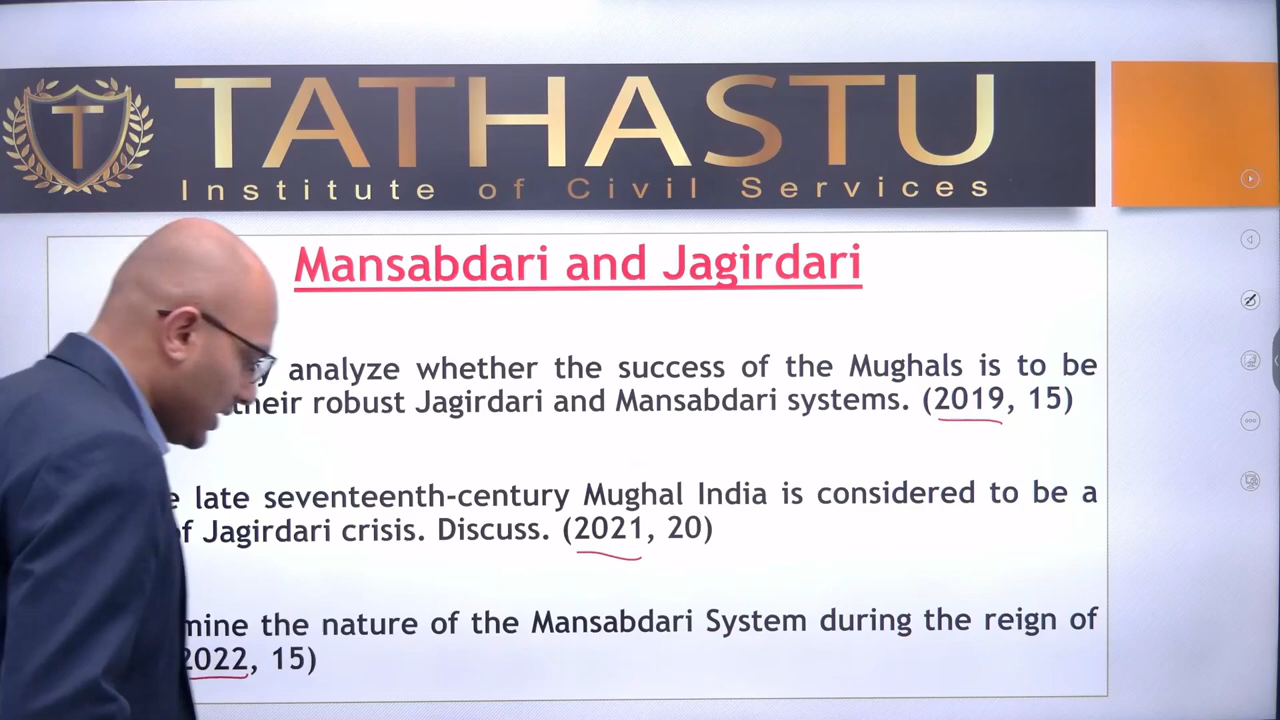 T
TATHASTU
Institute of Civil Services
Mansabdari and Jagirdari
analyze whether the success of the Mughals is to be
their robust Jagirdari and Mansabdari systems. (2019, 15)
late seventeenth-century Mughal India is considered to be a
of Jagirdari crisis. Discuss. (2021, 20)
the nature of the Mansabdari System during the reign of
2022, 15)